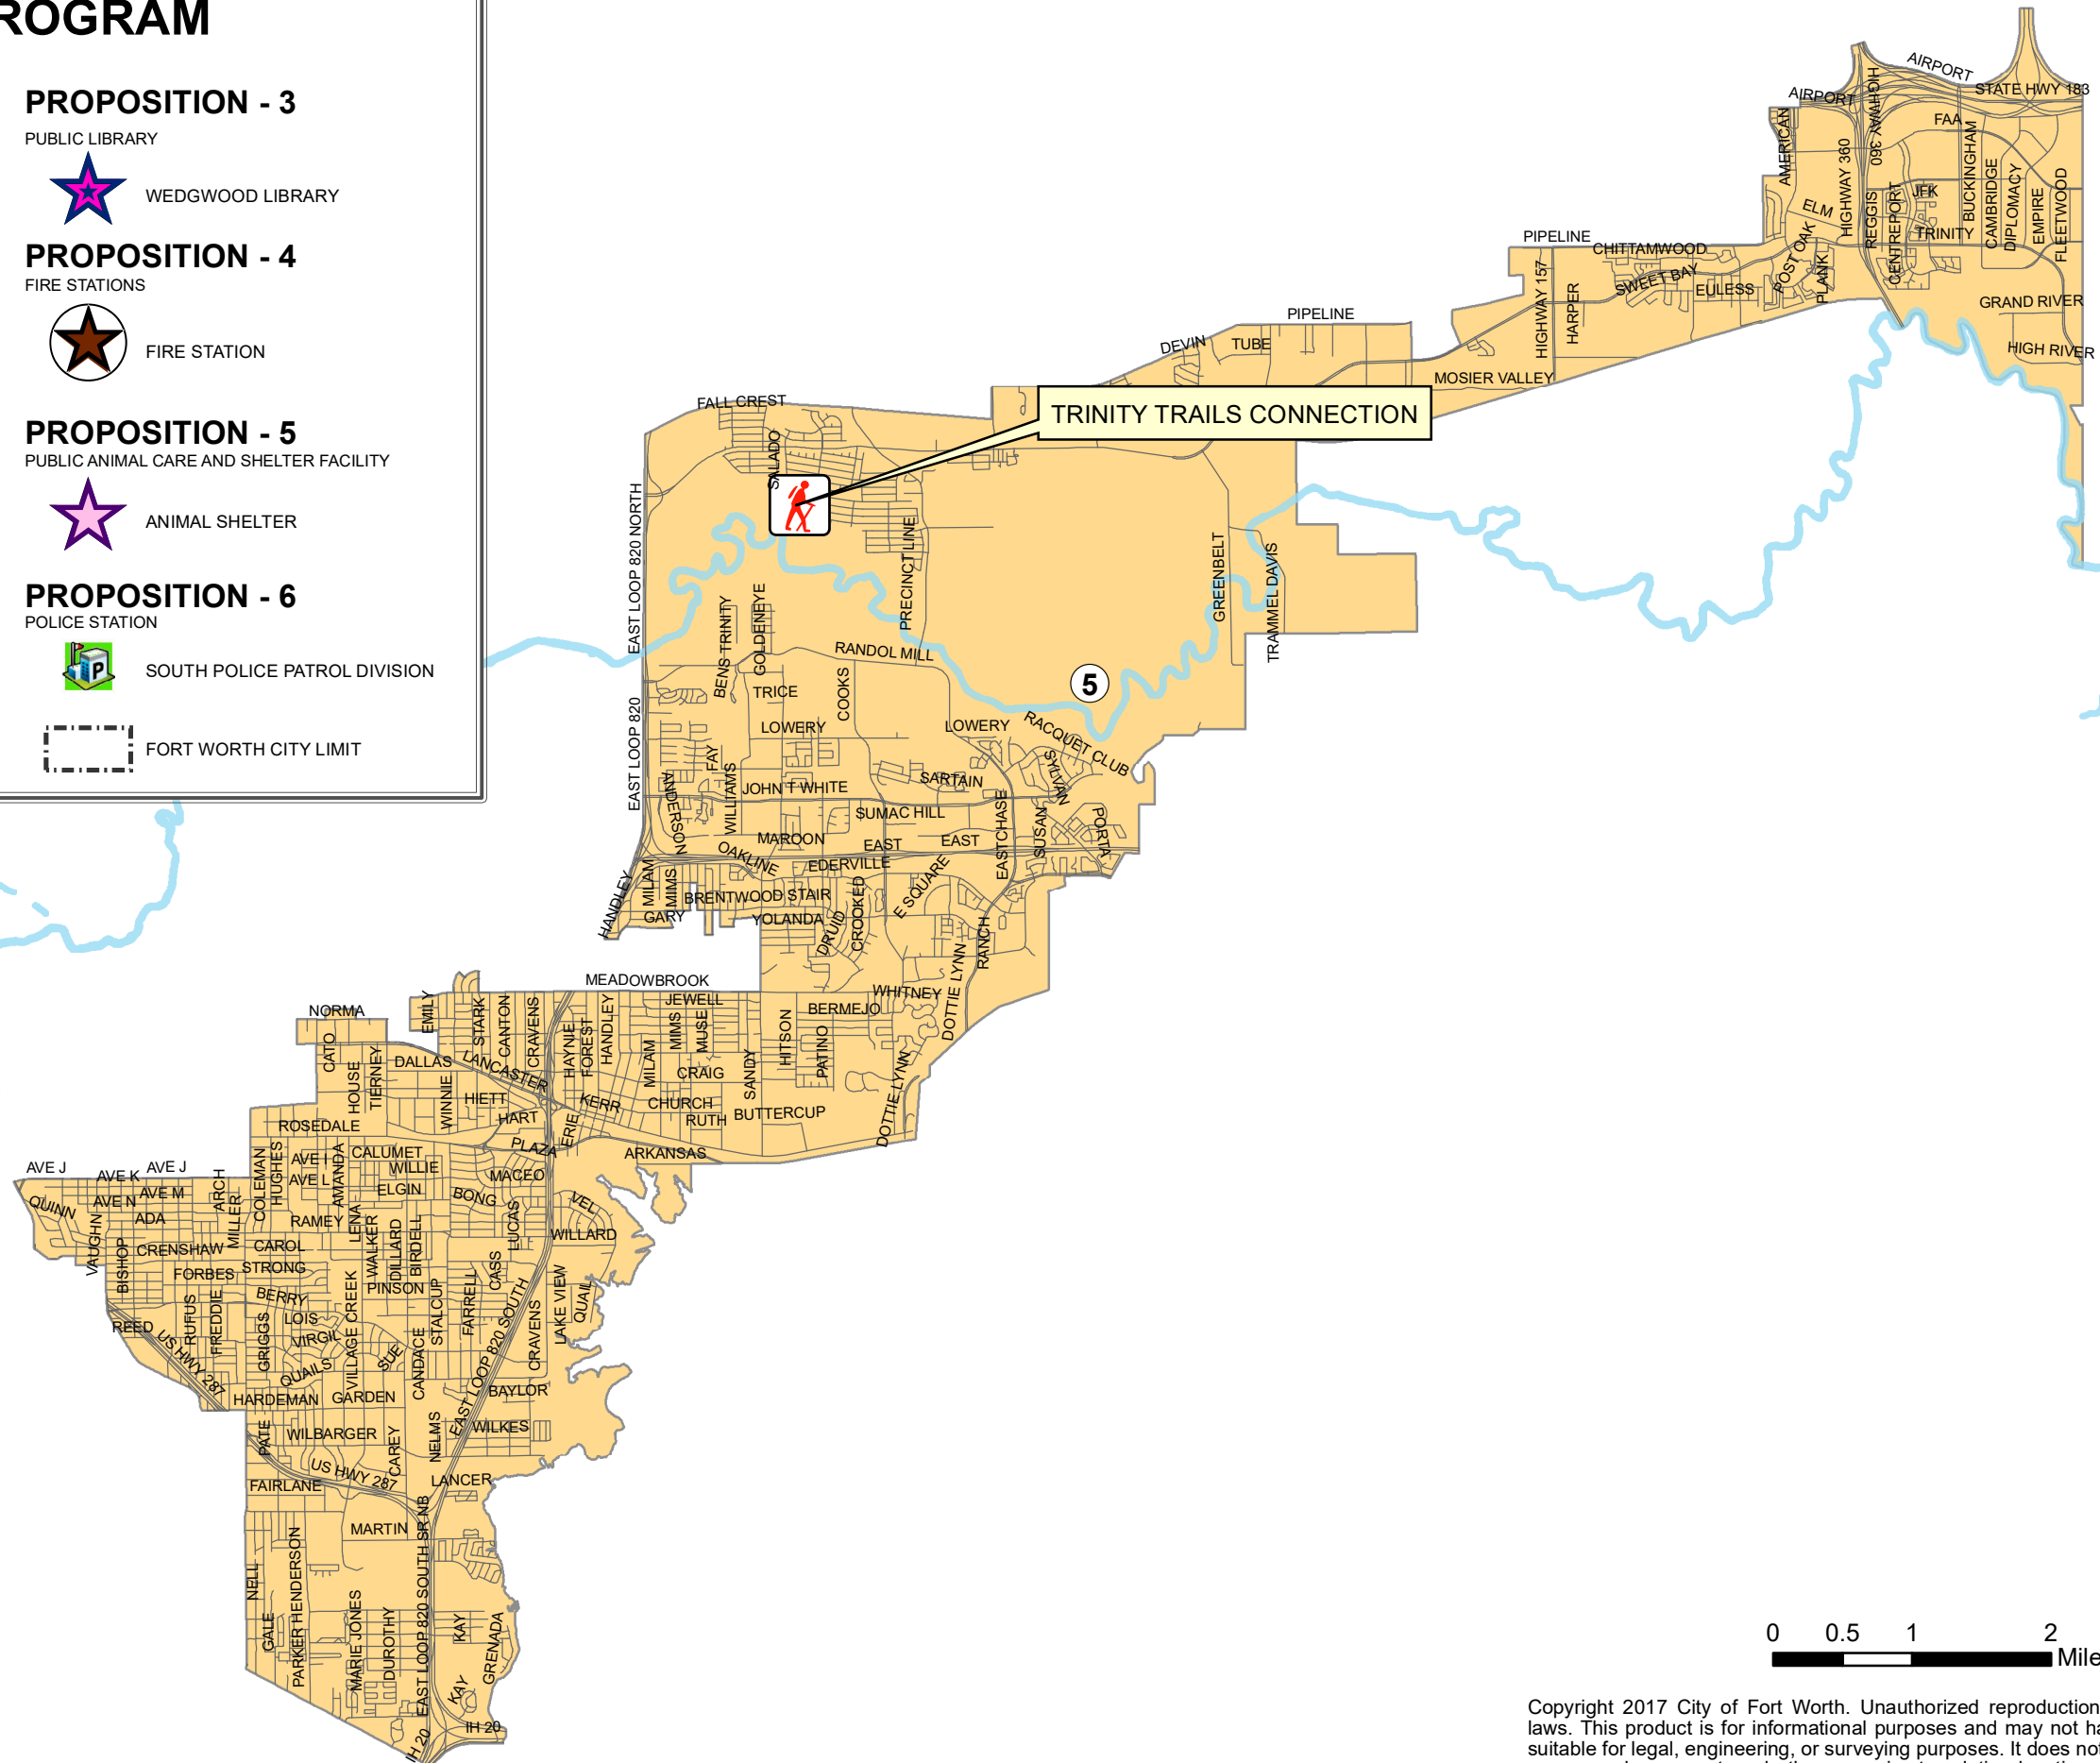 ROGRAM
PROPOSITION - 3
PUBLIC LIBRARY
WEDGWOOD LIBRARY
PROPOSITION - 4
FIRE STATIONS
FIRE STATION
PROPOSITION - 5
PUBLIC ANIMAL CARE AND SHELTER FACILITY
ANIMAL SHELTER
PROPOSITION - 6
POLICE STATION
P
SOUTH POLICE PATROL DIVISION
FORT WORTH CITY LIMIT
AIRPORT
STATE HWY 183
AIRPORT
HIGHWAY 360
FAA
AMERICAN
HIGHWAY 360
BUCKINGHAM
CAMBRIDGE
DIPLOMACY
EMPIRE
FLEETWOOD
JFK
REGGIS
CENTREPORT
ELM
TRINITY
POST OAK
PLANK
PIPELINE
CHITTAMWOOD
SWEET BAY
EULESS
HIGHWAY 157
HARPER
GRAND RIVER
HIGH RIVER
PIPELINE
DEVIN
TUBE
MOSIER VALLEY
FALL CREST
TRINITY TRAILS CONNECTION
SALADO
EAST LOOP 820 NORTH
PRECINCT LINE
GREENBELT
TRAMMEL DAVIS
BENS TRINITY
GOLDENEYE
RANDOL MILL
5
TRICE
COOKS
LOWERY
LOWERY
RACQUET CLUB
EAST LOOP 820
FAY
ANDERSON
WILLIAMS
JOHN T WHITE
SARTAIN
SYLVAN
SUMAC HILL
EASTCHASE
SUSAN
PORTA
MAROON
EAST
EAST
OAKLINE
EDERVILLE
E SQUARE
HANDLEY
MILAM
MIMS
BRENTWOOD STAIR
GARY
YOLANDA
DRUID
CROOKED
RANCH
DOTTIE LYNN
MEADOWBROOK
WHITNEY
NORMA
EMILY
STARK
CANTON
CRAVENS
HAYNIE
FOREST
HANDLEY
JEWELL
MIMS
MUSE
BERMEJO
HITSON
PATINO
CATO
HOUSE
TIERNEY
DALLAS
LANCASTER
MILAM
CRAIG
SANDY
WINNIE
HIETT
KERR
CHURCH
BUTTERCUP
DOTTIE LYNN
HART
ERIE
RUTH
ROSEDALE
PLAZA
ARKANSAS
AVE J
AVE K
AVE J
ARCH
COLEMAN
HUGHES
AVE I
AMANDA
CALUMET
WILLIE
MACEO
AVE L
ELGIN
BONG
VEL
QUINN
AVE N
AVE M
ADA
MILLER
RAMEY
LENA
WALKER
DILLARD
BIRDELL
LUCAS
WILLARD
VAUGHN
BISHOP
CRENSHAW
CAROL
STRONG
CASS
FORBES
PINSON
BERRY
RUFUS
FREDDIE
GRIGGS
LOIS
VIRGIL
VILLAGE CREEK
STALCUP
FARRELL
LAKE VIEW
QUAIL
REED
US HWY 287
QUAILS
SUE
CANDACE
EAST LOOP 820 SOUTH
CRAVENS
HARDEMAN
GARDEN
BAYLOR
PATE
WILBARGER
CAREY
NELMS
WILKES
US HWY 287
FAIRLANE
LANCER
MARTIN
NELL
PARKER HENDERSON
EAST LOOP 820 SOUTH SR NB
GALE
MARIE JONES
DUROTHY
KAY
GRENADA
KAY
IH 20
IH 20
0 0.5 1 2
Mile
Copyright 2017 City of Fort Worth. Unauthorized reproduction
laws. This product is for informational purposes and may not ha
suitable for legal, engineering, or surveying purposes. It does no